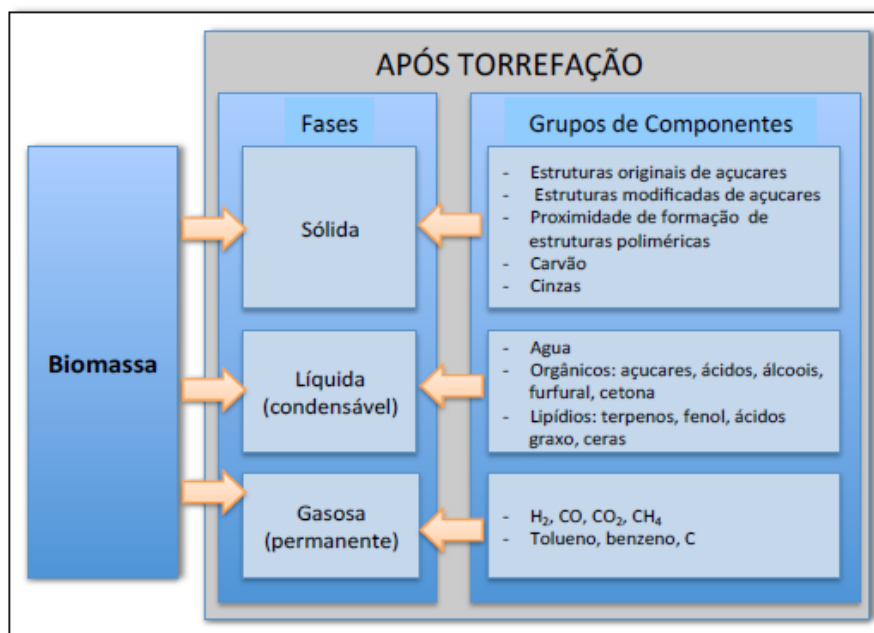 APÓS TORREFAÇÃO
Fases
Grupos de Componentes
Biomassa
Sólida
- Estruturas originais de açucares
- Estruturas modificadas de açucares
- Proximidade de formação de
estruturas poliméricas
- Carvão
- Cinzas
Líquida
(condensável)
- Agua
- Orgânicos: açucares, ácidos, álcoois,
furfural, cetona
- Lipídios: terpenos, fenol, ácidos
graxo, ceras
Gasosa
(permanente)
- H₂, CO, CO₂, CH₄
- Tolueno, benzeno, C